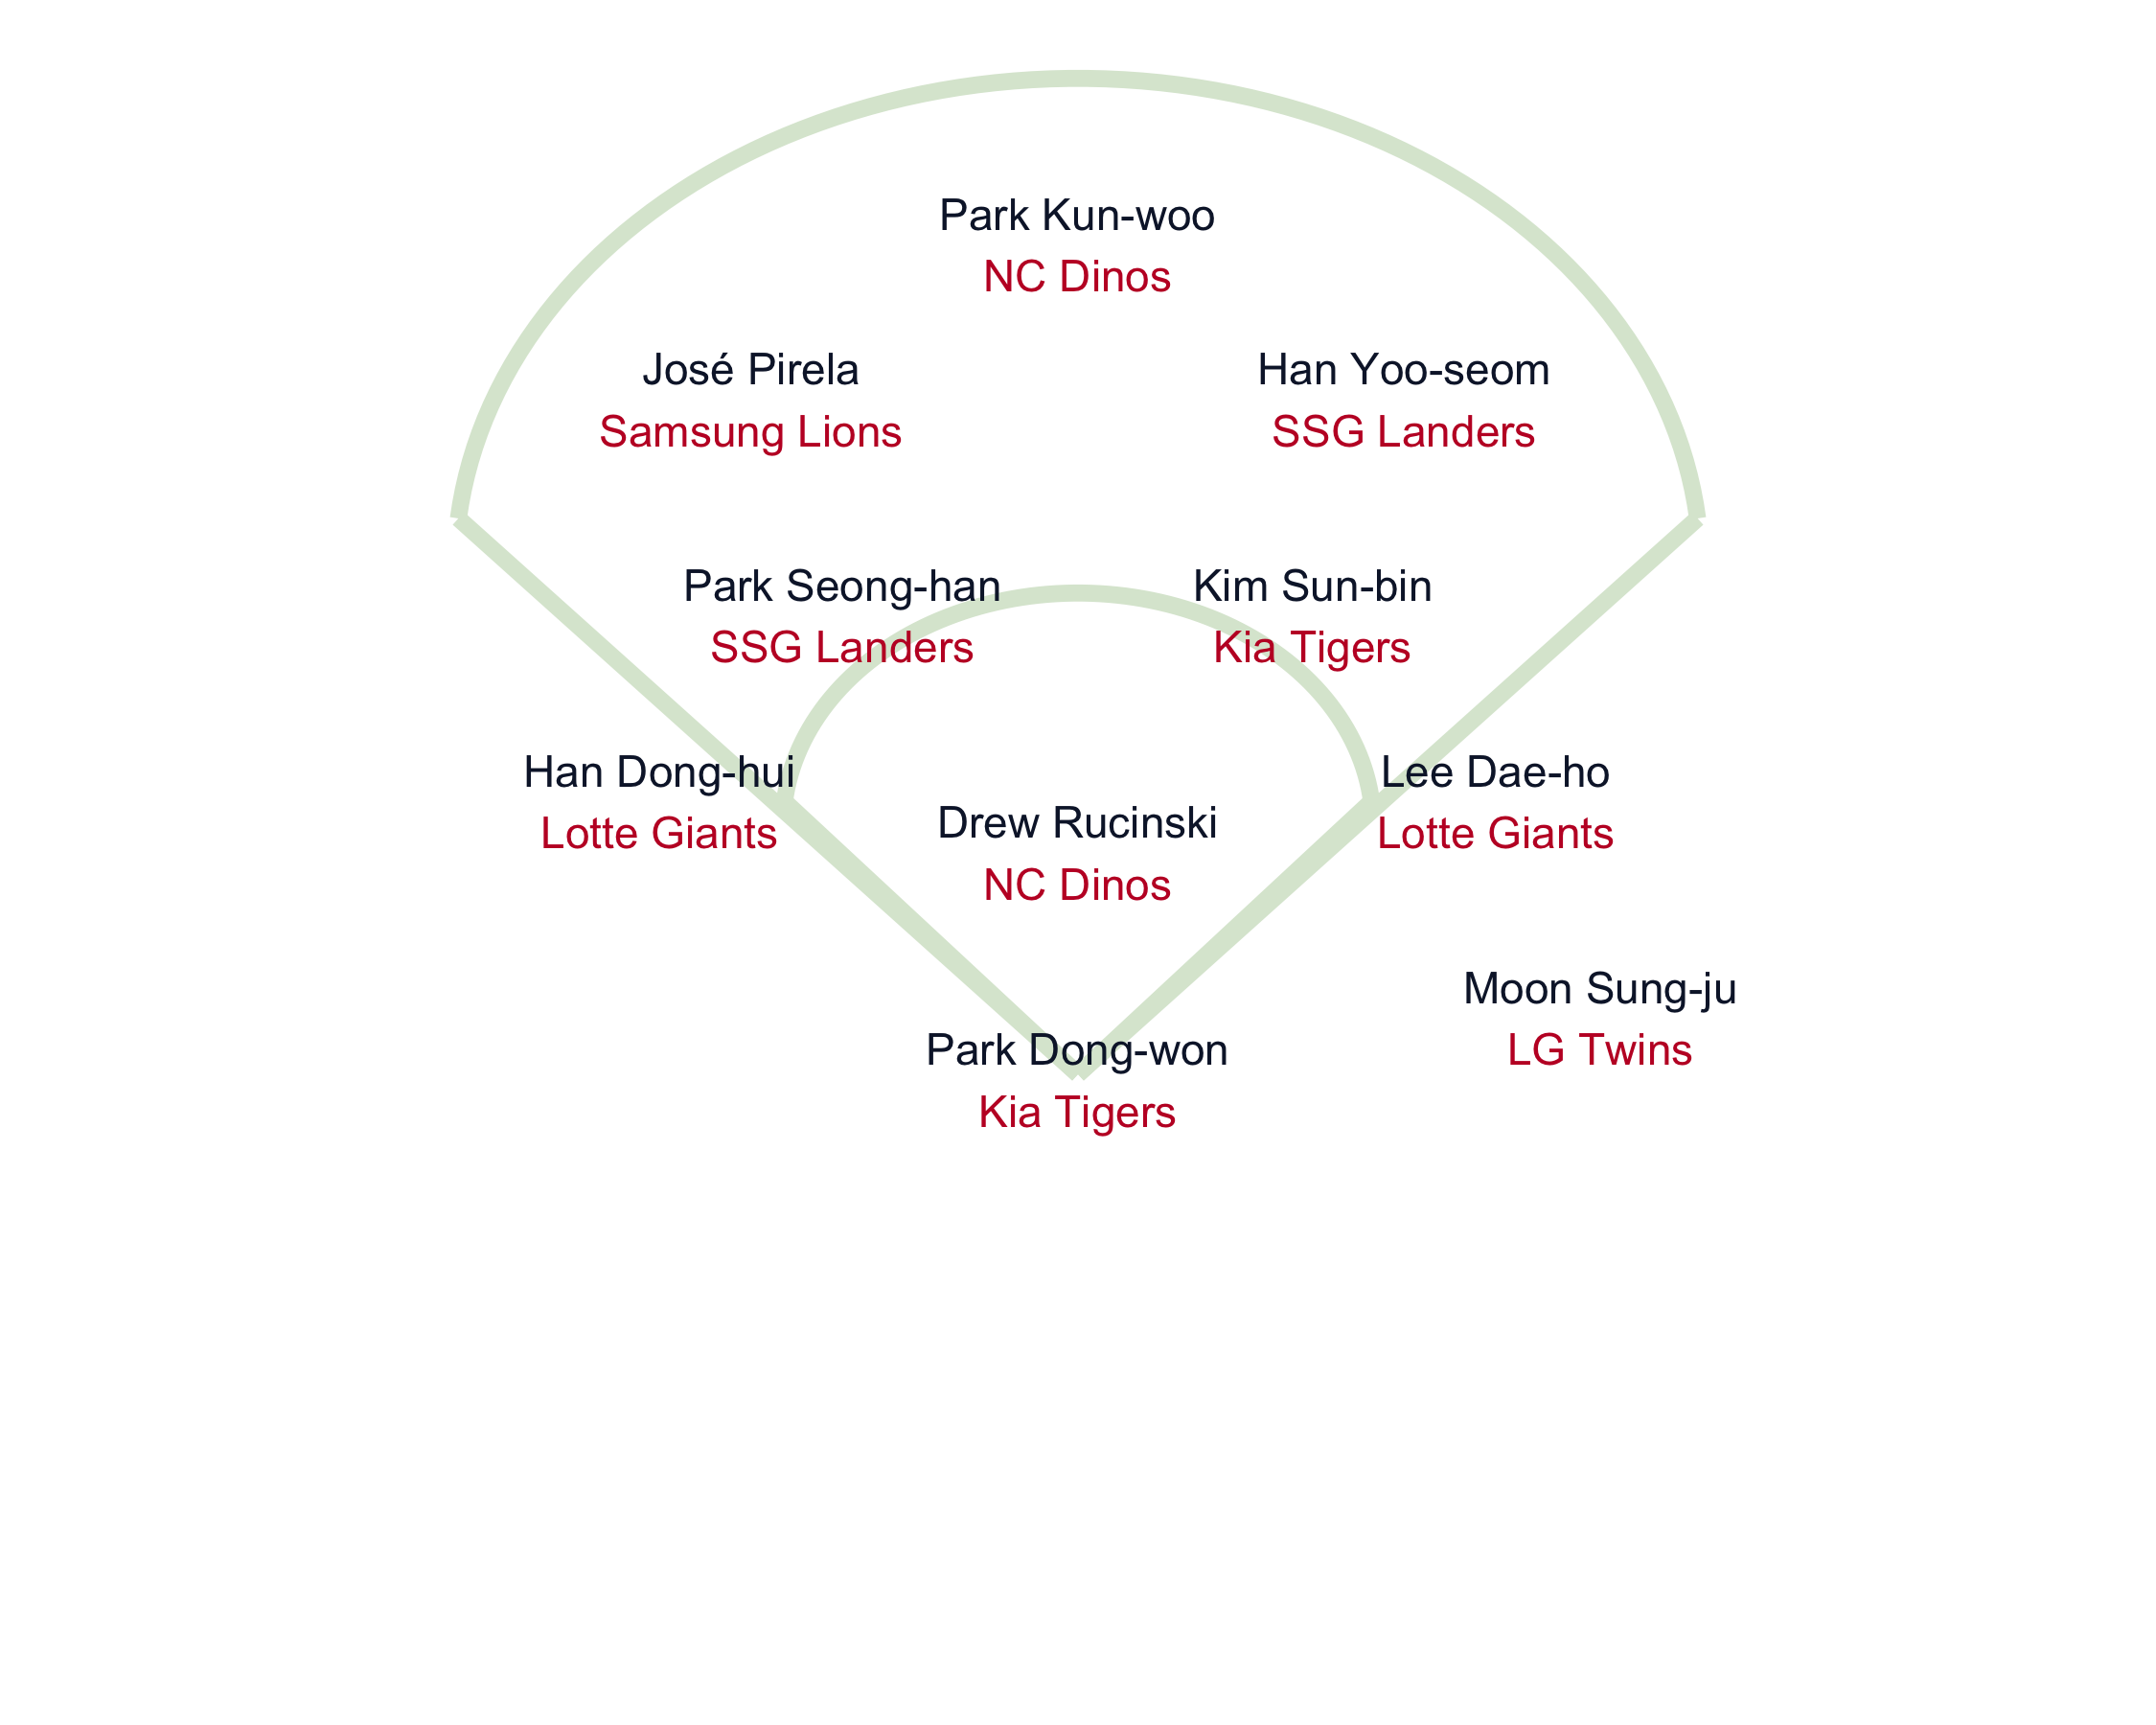 Park Kun-woo
NC Dinos
José Pirela
Samsung Lions
Han Yoo-seom
SSG Landers
Park Seong-han
SSG Landers
Kim Sun-bin
Kia Tigers
Han Dong-hui
Lotte Giants
Lee Dae-ho
Lotte Giants
Drew Rucinski
NC Dinos
Moon Sung-ju
LG Twins
Park Dong-won
Kia Tigers